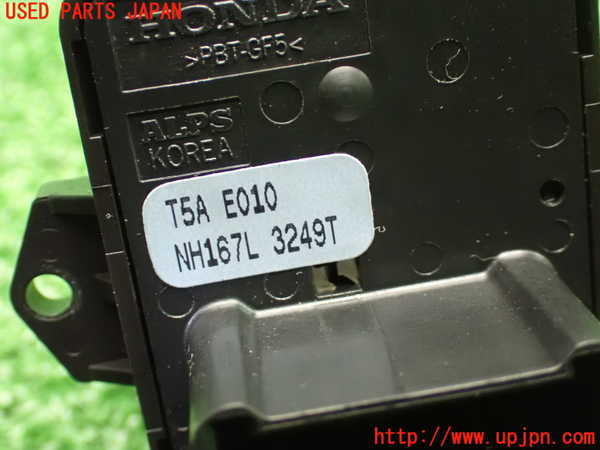 USED PARTS JAPAN
HONDA
>PBT-GF5<
ALPS
KOREA
T5A E010
NH167L 3249T
http://www.upjpn.com